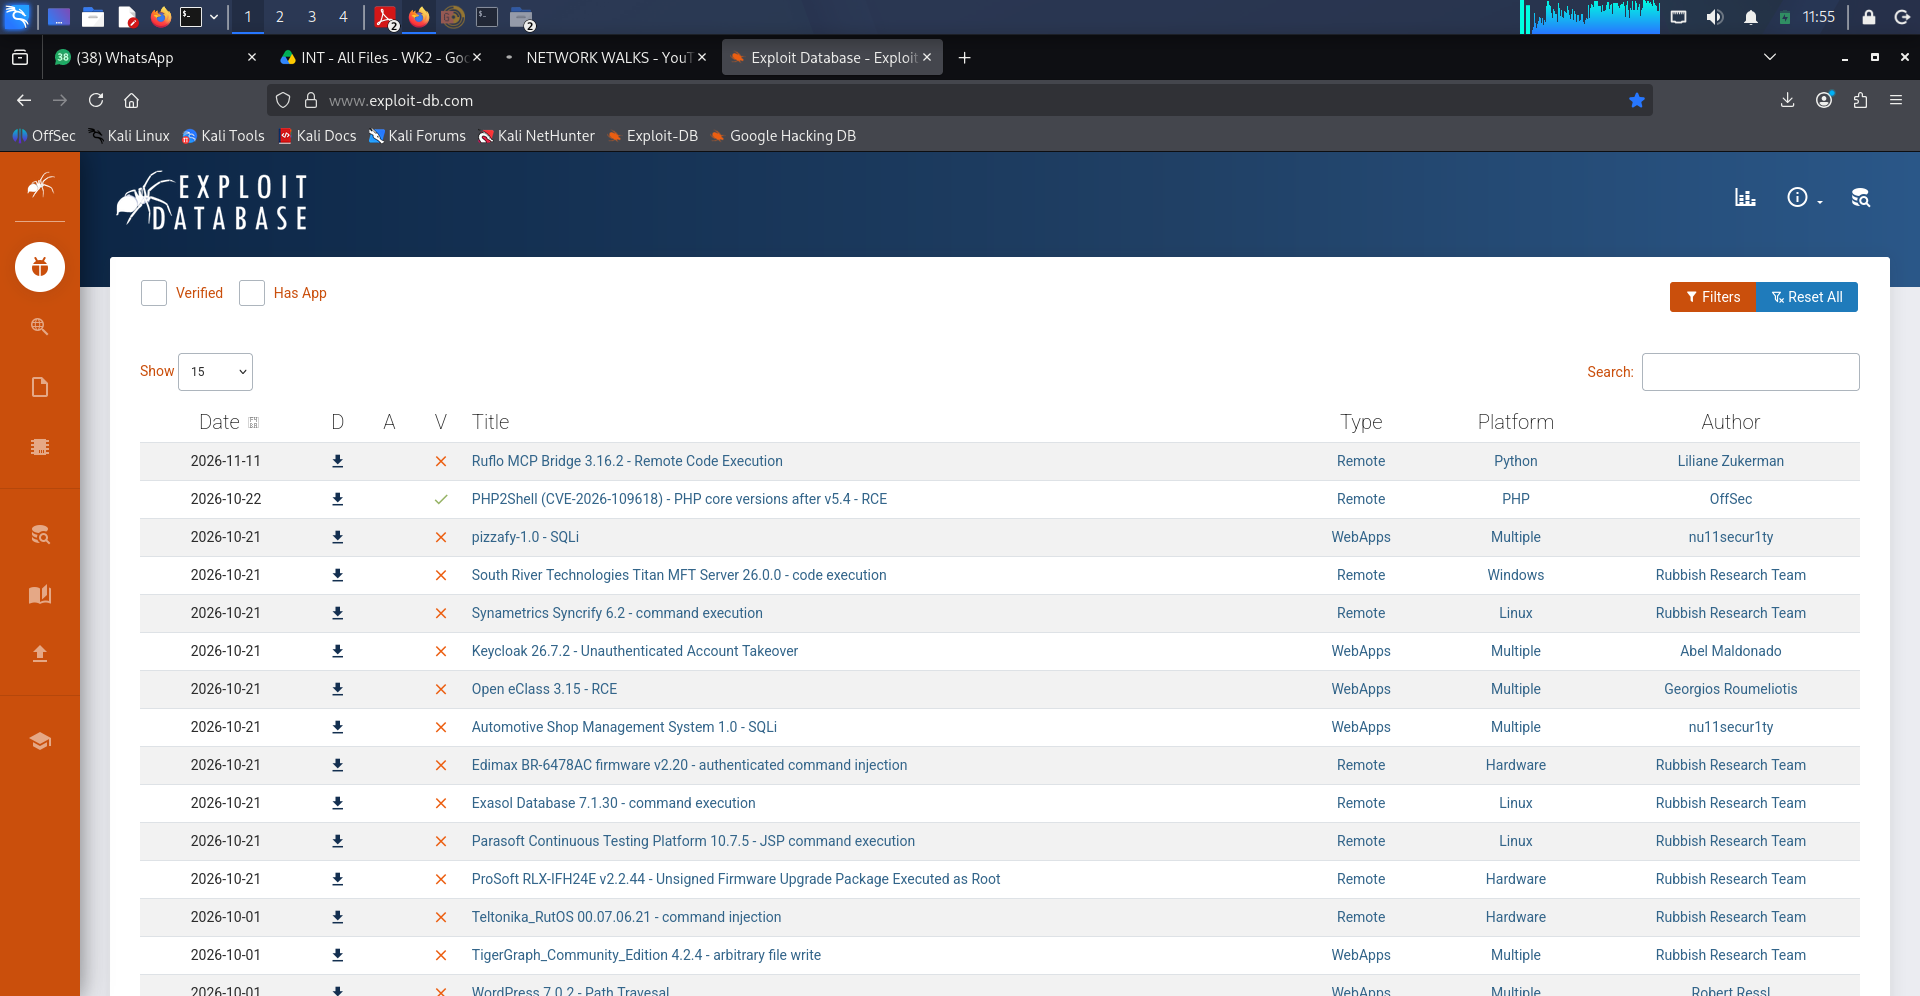 1 2 3 4 2 2 11:55
38 (38) WhatsApp INT - All Files - WK2 - Goo NETWORK WALKS - YouT Exploit Database - Exploit
www.exploit-db.com
OffSec Kali Linux Kali Tools Kali Docs Kali Forums Kali NetHunter Exploit-DB Google Hacking DB
EXPLOIT
DATABASE
Verified Has App Filters Reset All
Show 15 Search:
Date D A V Title Type Platform Author
2026-11-11 Ruflo MCP Bridge 3.16.2 - Remote Code Execution Remote Python Liliane Zukerman
2026-10-22 PHP2Shell (CVE-2026-109618) - PHP core versions after v5.4 - RCE Remote PHP OffSec
2026-10-21 pizzafy-1.0 - SQLi WebApps Multiple nu11secur1ty
2026-10-21 South River Technologies Titan MFT Server 26.0.0 - code execution Remote Windows Rubbish Research Team
2026-10-21 Synametrics Syncrify 6.2 - command execution Remote Linux Rubbish Research Team
2026-10-21 Keycloak 26.7.2 - Unauthenticated Account Takeover WebApps Multiple Abel Maldonado
2026-10-21 Open eClass 3.15 - RCE WebApps Multiple Georgios Roumeliotis
2026-10-21 Automotive Shop Management System 1.0 - SQLi WebApps Multiple nu11secur1ty
2026-10-21 Edimax BR-6478AC firmware v2.20 - authenticated command injection Remote Hardware Rubbish Research Team
2026-10-21 Exasol Database 7.1.30 - command execution Remote Linux Rubbish Research Team
2026-10-21 Parasoft Continuous Testing Platform 10.7.5 - JSP command execution Remote Linux Rubbish Research Team
2026-10-21 ProSoft RLX-IFH24E v2.2.44 - Unsigned Firmware Upgrade Package Executed as Root Remote Hardware Rubbish Research Team
2026-10-01 Teltonika_RutOS 00.07.06.21 - command injection Remote Hardware Rubbish Research Team
2026-10-01 TigerGraph_Community_Edition 4.2.4 - arbitrary file write WebApps Multiple Rubbish Research Team
2026-10-01 WordPress 7.0.2 - Path Travesal WebApps Multiple Robert Ressl